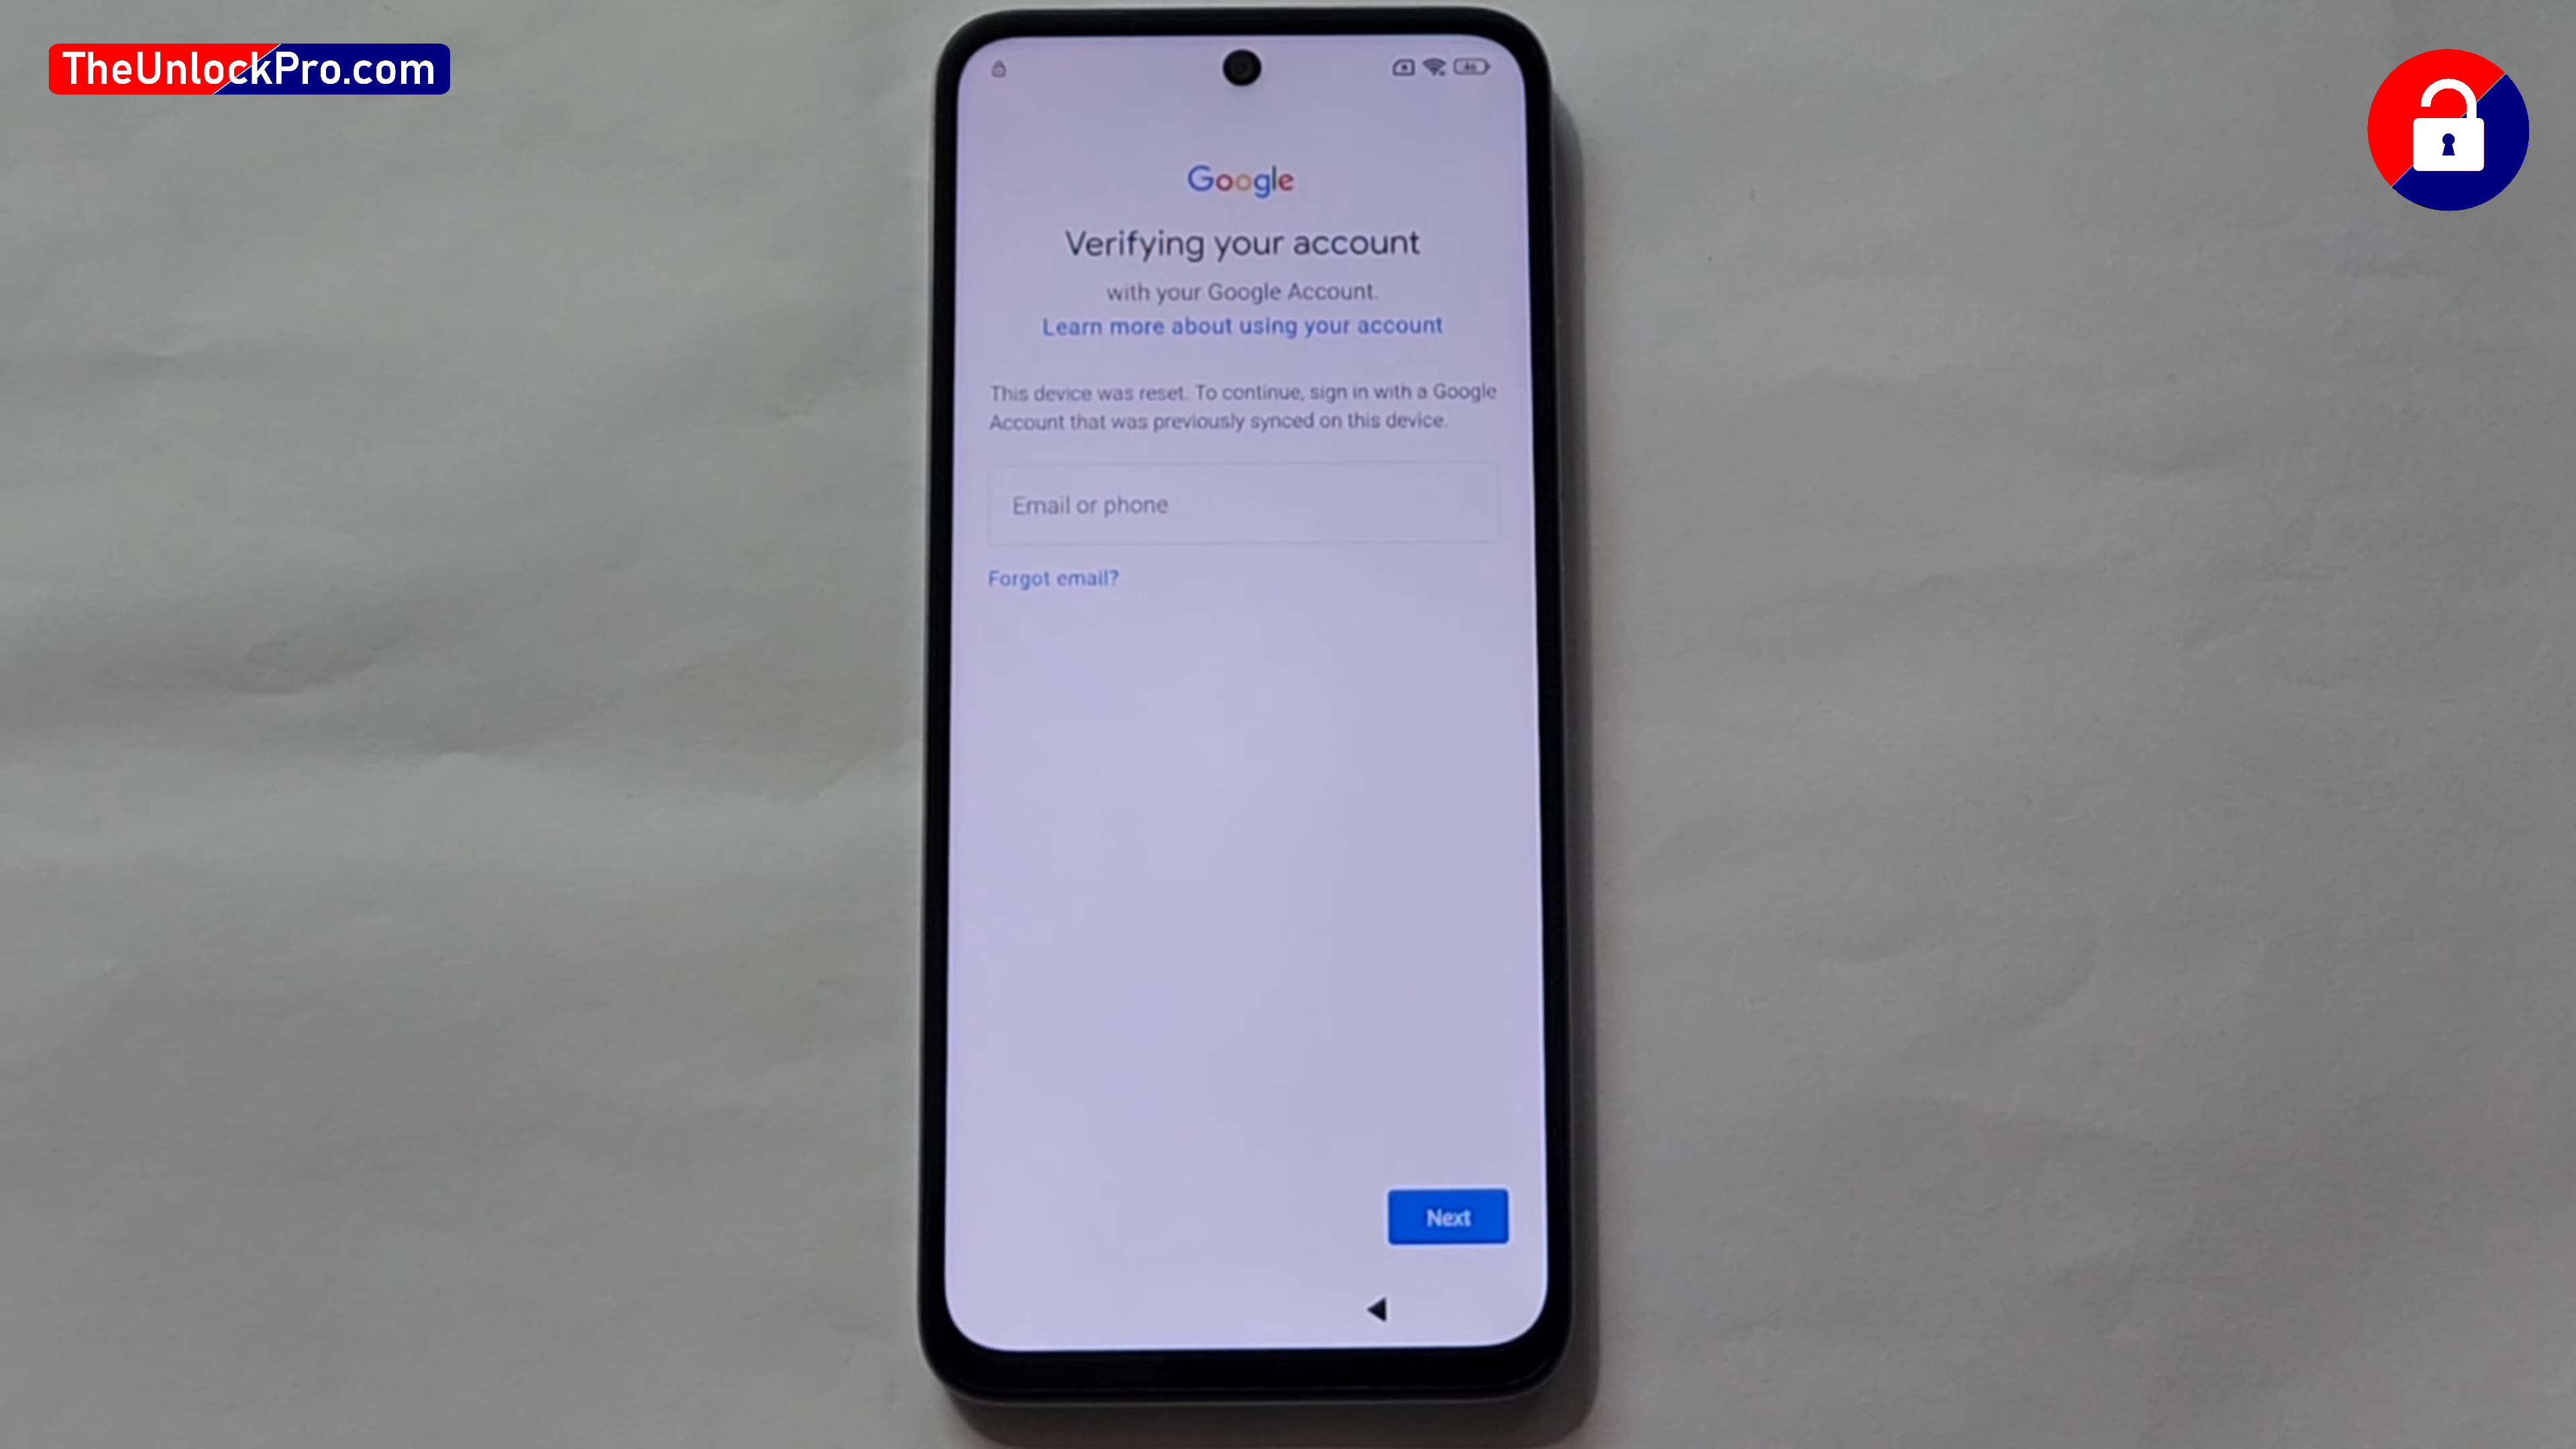 TheUnlockPro.com
Google
Verifying your account
with your Google Account.
Learn more about using your account
This device was reset. To continue, sign in with a Google
Account that was previously synced on this device.
Email or phone
Forgot email?
Next